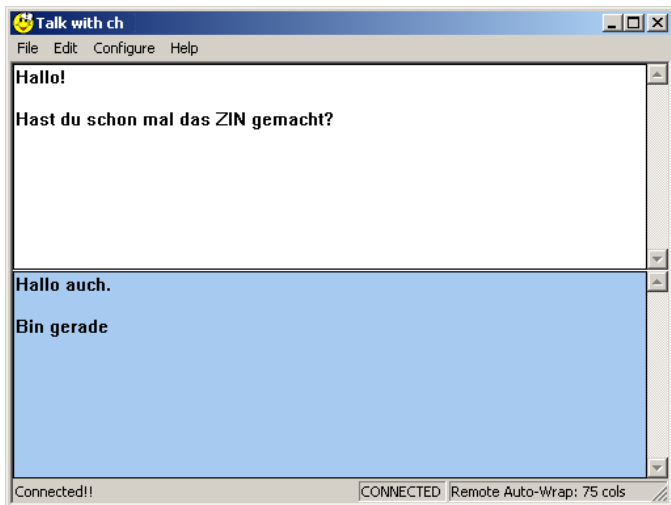 Talk with ch
File Edit Configure Help
Hallo!
Hast du schon mal das ZIN gemacht?
Hallo auch.
Bin gerade
Connected!! CONNECTED Remote Auto-Wrap: 75 cols